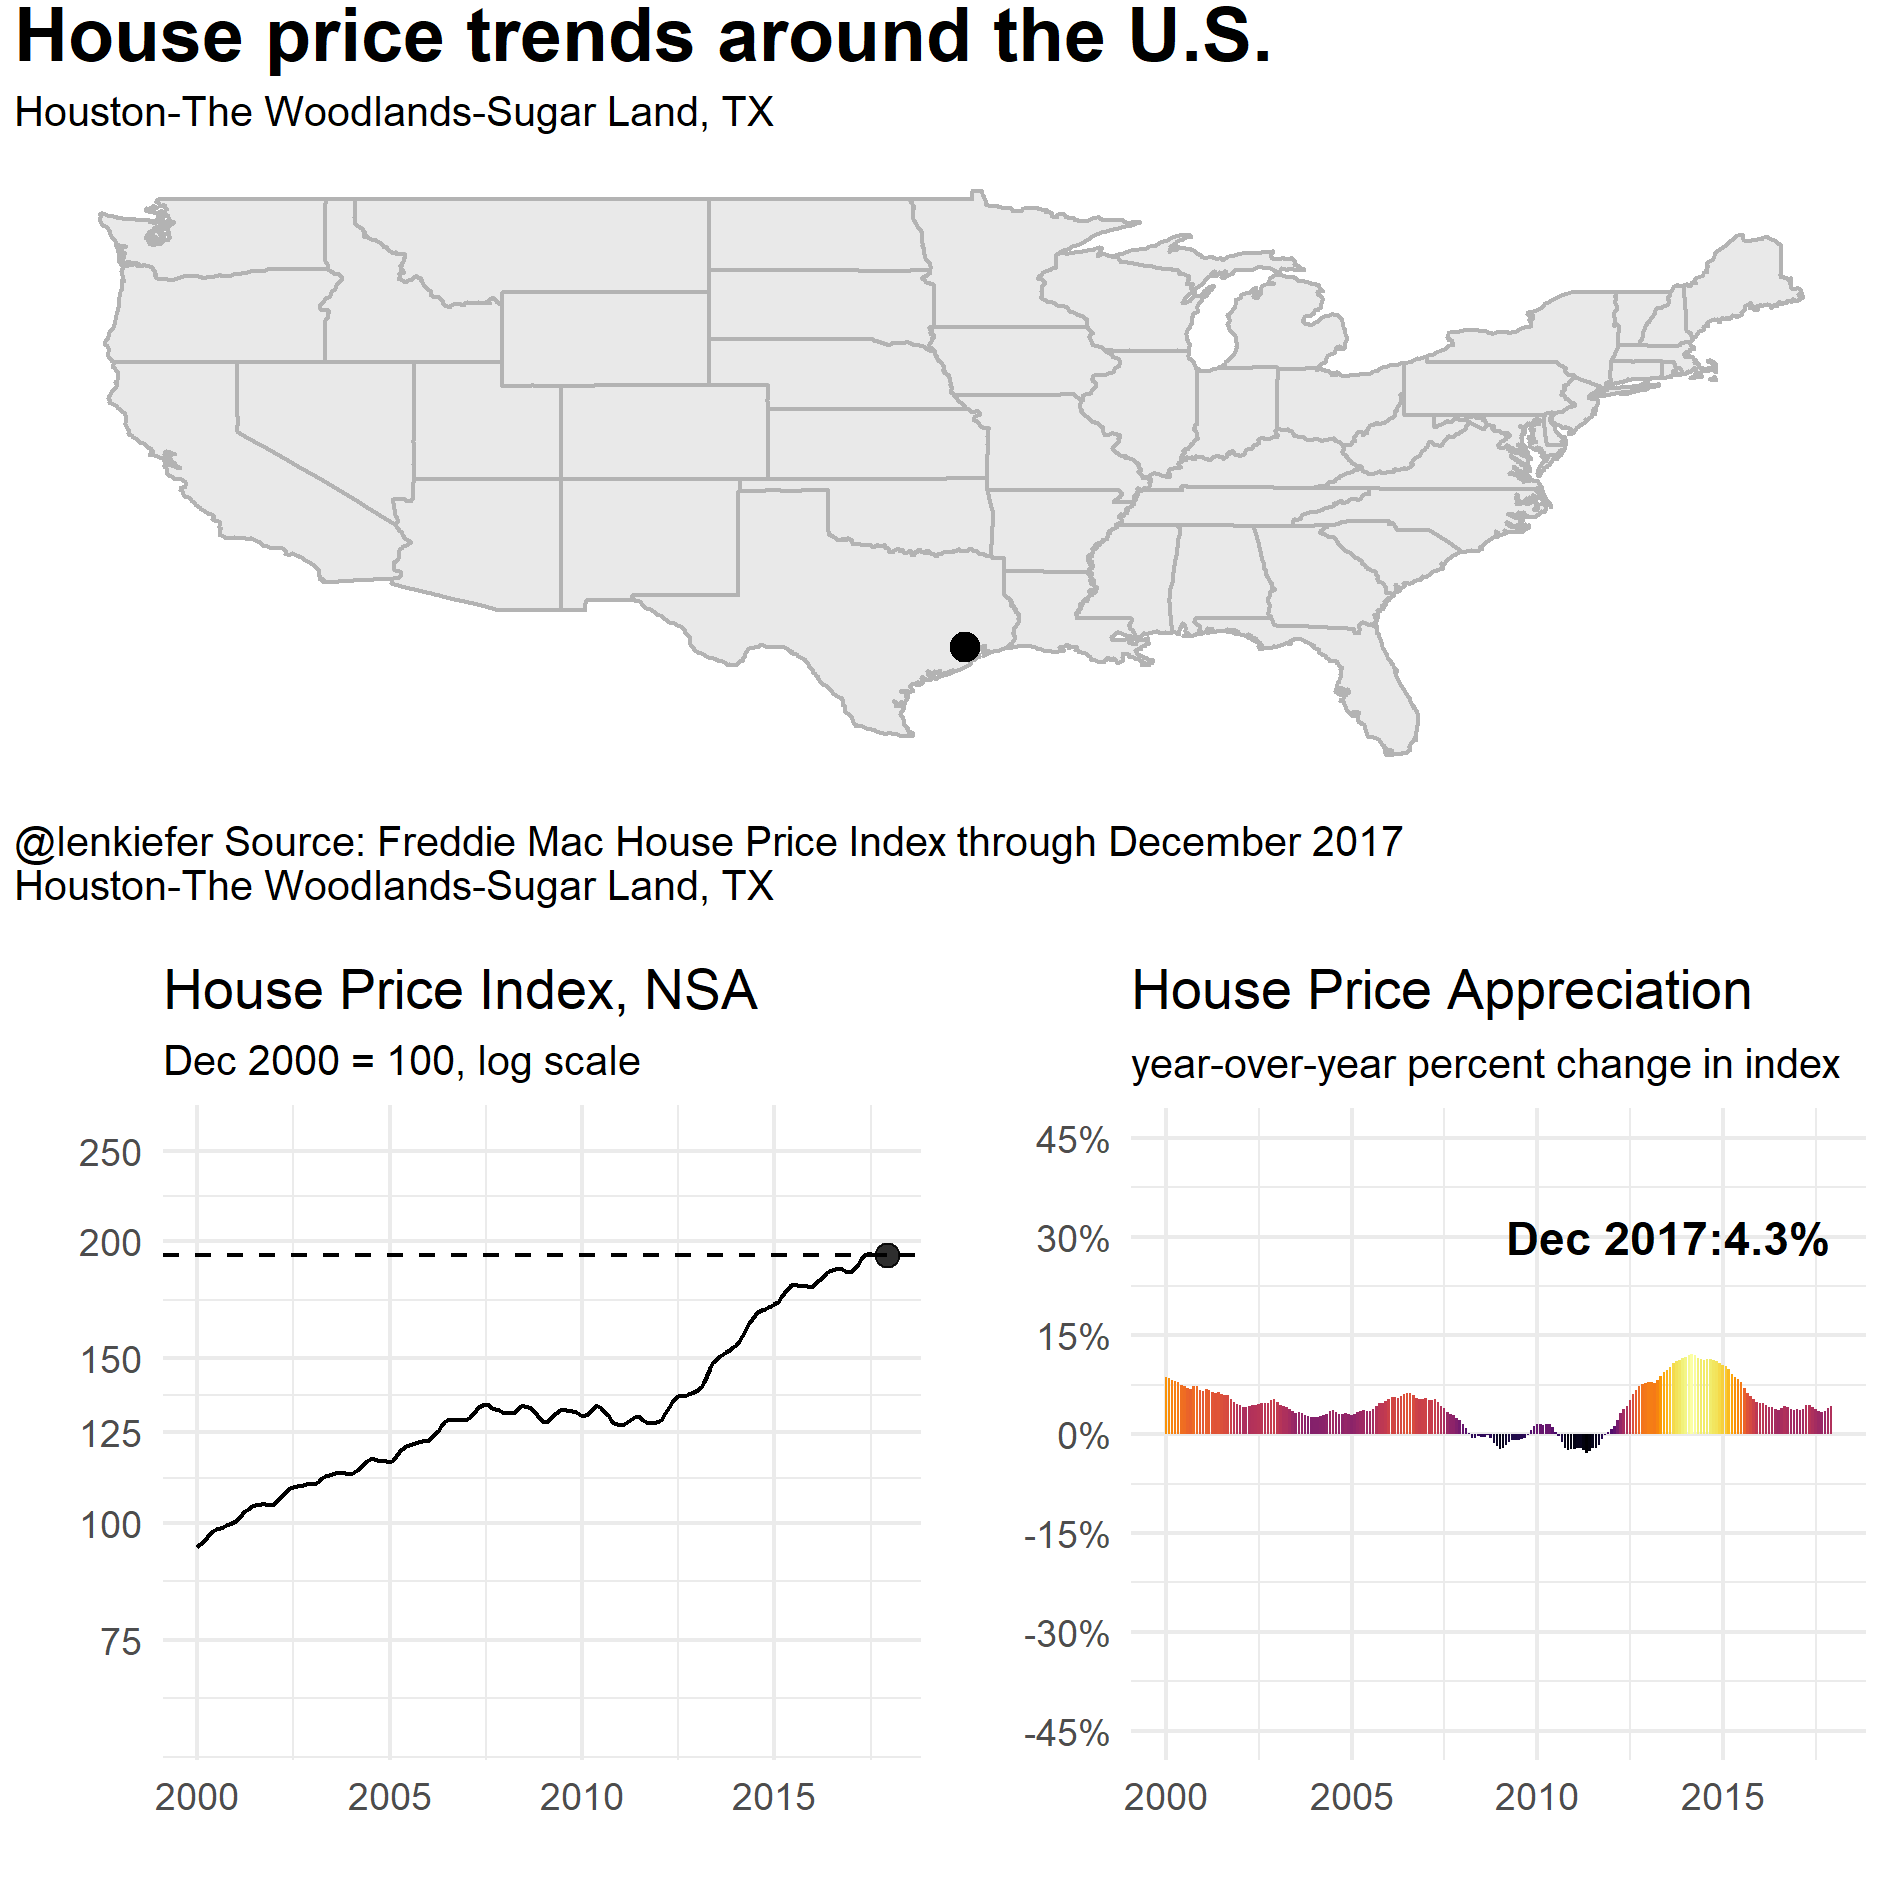 House price trends around the U.S.
Houston-The Woodlands-Sugar Land, TX
@lenkiefer Source: Freddie Mac House Price Index through December 2017
Houston-The Woodlands-Sugar Land, TX
House Price Index, NSA
Dec 2000 = 100, log scale
250
200
150
125
100
75
2000 2005 2010 2015
House Price Appreciation
year-over-year percent change in index
45%
30%
15%
0%
-15%
-30%
-45%
Dec 2017:4.3%
2000 2005 2010 2015